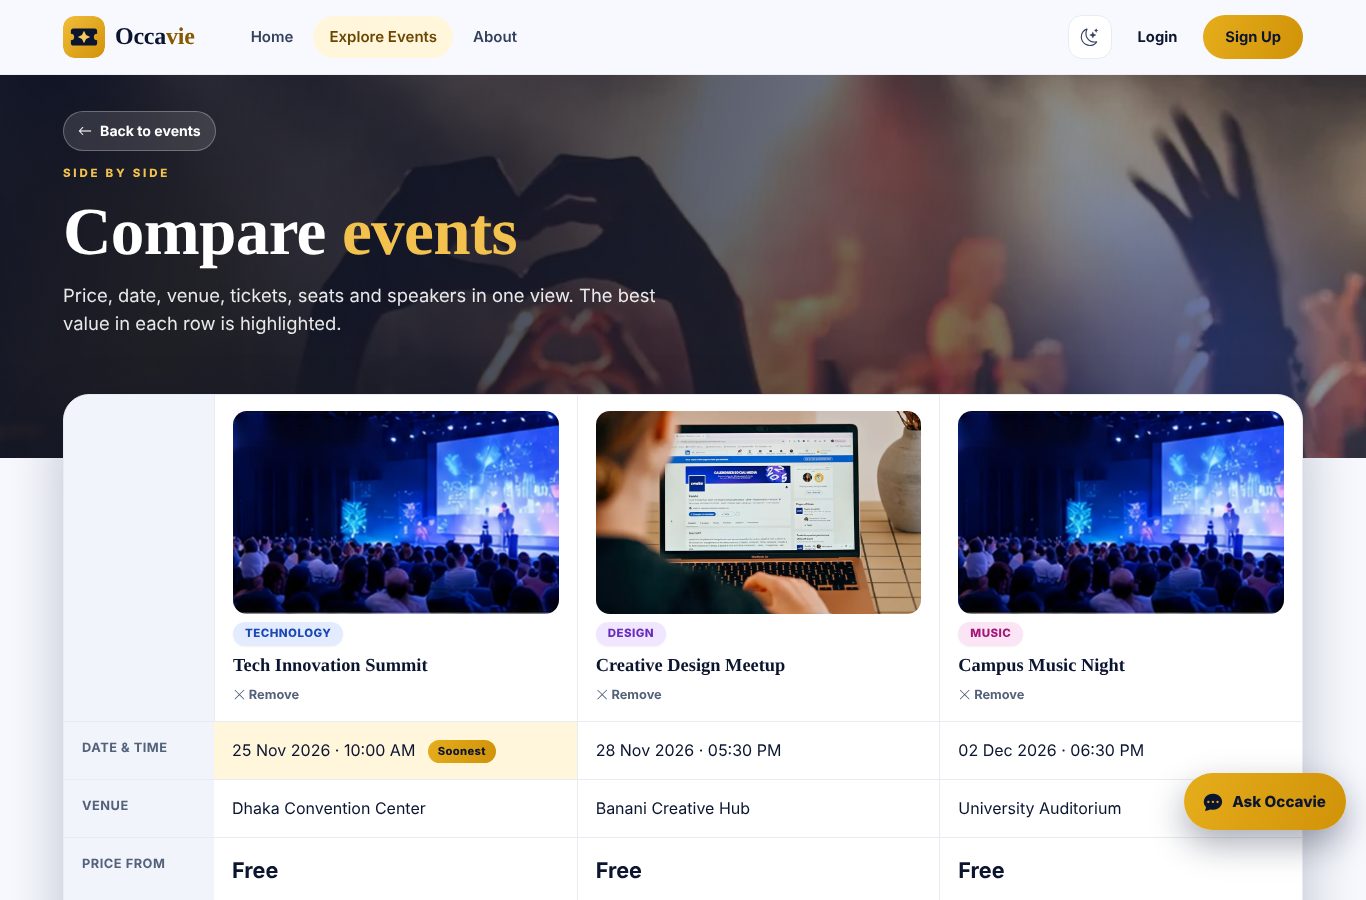 Occavie
Home
Explore Events
About
Login
Sign Up
Back to events
SIDE BY SIDE
Compare events
Price, date, venue, tickets, seats and speakers in one view. The best
value in each row is highlighted.
TECHNOLOGY
Tech Innovation Summit
Remove
DESIGN
Creative Design Meetup
Remove
MUSIC
Campus Music Night
Remove
DATE & TIME
25 Nov 2026 · 10:00 AM
Soonest
28 Nov 2026 · 05:30 PM
02 Dec 2026 · 06:30 PM
VENUE
Dhaka Convention Center
Banani Creative Hub
University Auditorium
Ask Occavie
PRICE FROM
Free
Free
Free